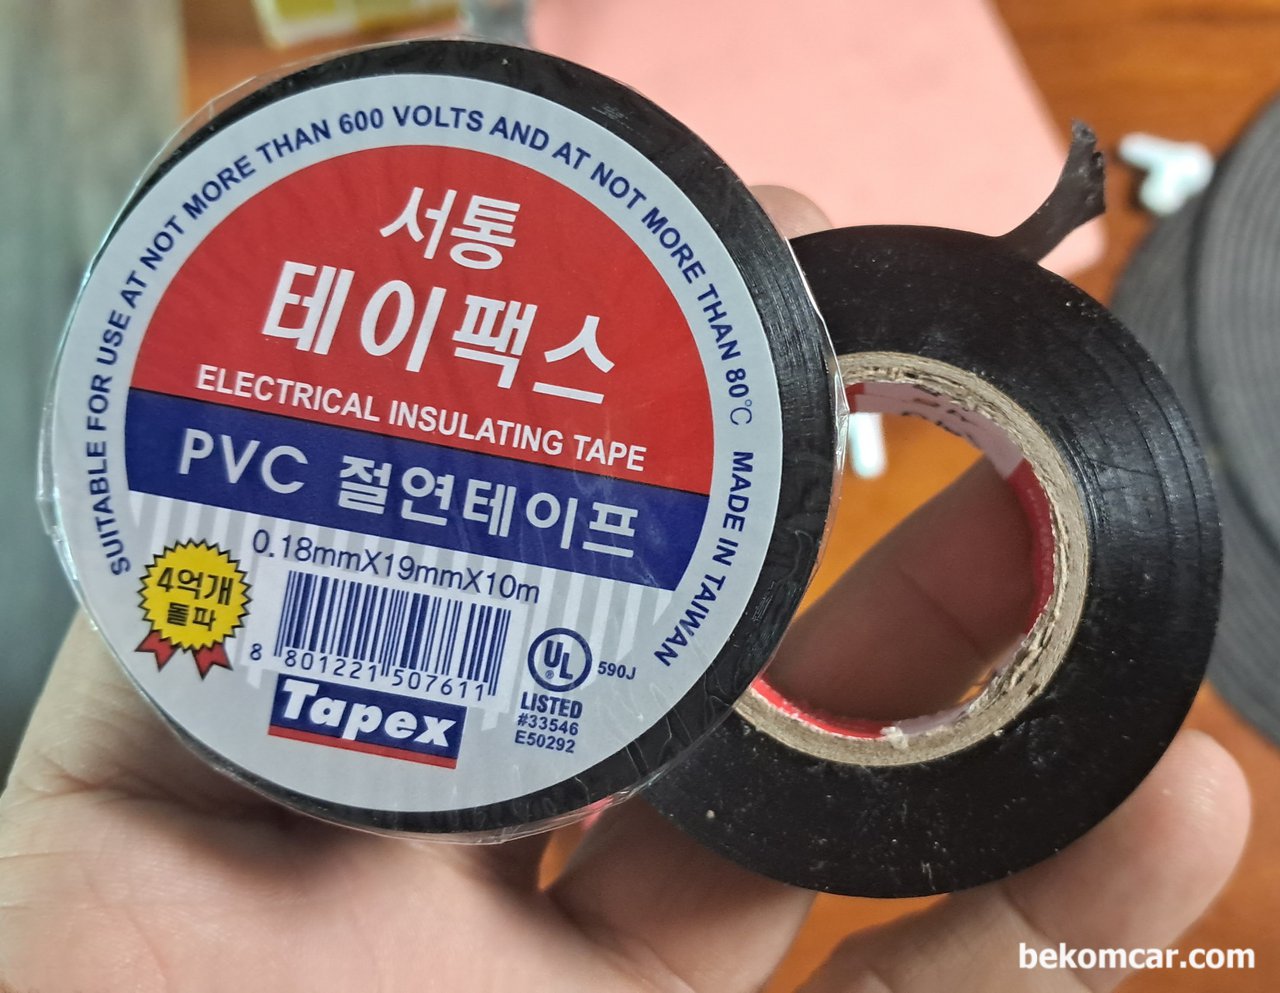 SUITABLE FOR USE AT NOT MORE THAN 600 VOLTS AND AT NOT MORE THAN 80℃ MADE IN TAIWAN
서통
테이팩스
ELECTRICAL INSULATING TAPE
PVC 절연테이프
0.18mmX19mmX10m
4억개
돌파
8 801221 507611
Tapex
UL
®
590J
LISTED
#33546
E50292
bekomcar.com